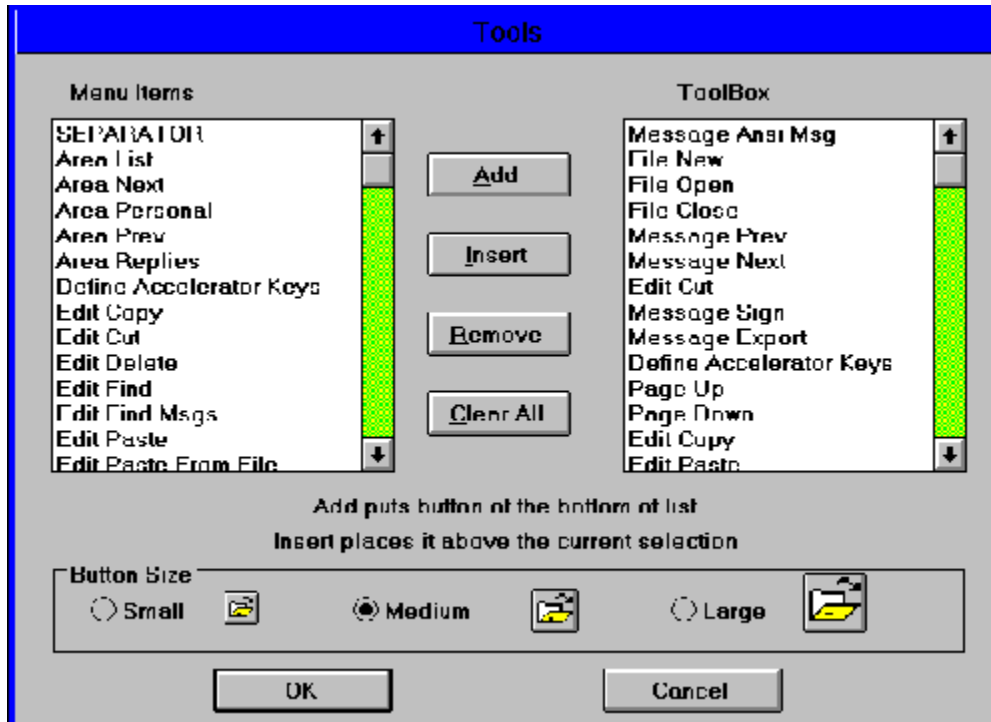 Tools
Menu Items
ToolBox
SEPARATOR
Area List
Area Next
Area Personal
Area Prev
Area Replies
Define Accelerator Keys
Edit Copy
Edit Cut
Edit Delete
Edit Find
Edit Find Msgs
Edit Paste
Edit Paste From File
Add
Insert
Remove
Clear All
Message Ansi Msg
File New
File Open
File Close
Message Prev
Message Next
Edit Cut
Message Sign
Message Export
Define Accelerator Keys
Page Up
Page Down
Edit Copy
Edit Paste
Add puts button at the bottom of list
Insert places it above the current selection
Button Size
Small
Medium
Large
OK
Cancel